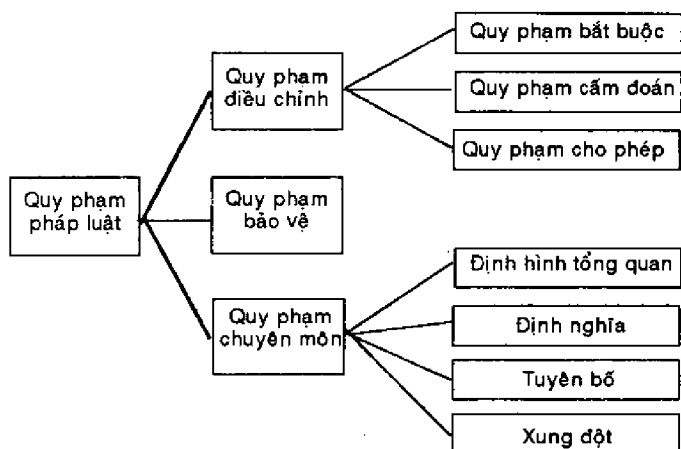 Quy phạm
pháp luật
Quy phạm
điều chỉnh
Quy phạm bắt buộc
Quy phạm cấm đoán
Quy phạm cho phép
Quy phạm
bảo vệ
Quy phạm
chuyên môn
Định hình tổng quan
Định nghĩa
Tuyên bố
Xung đột